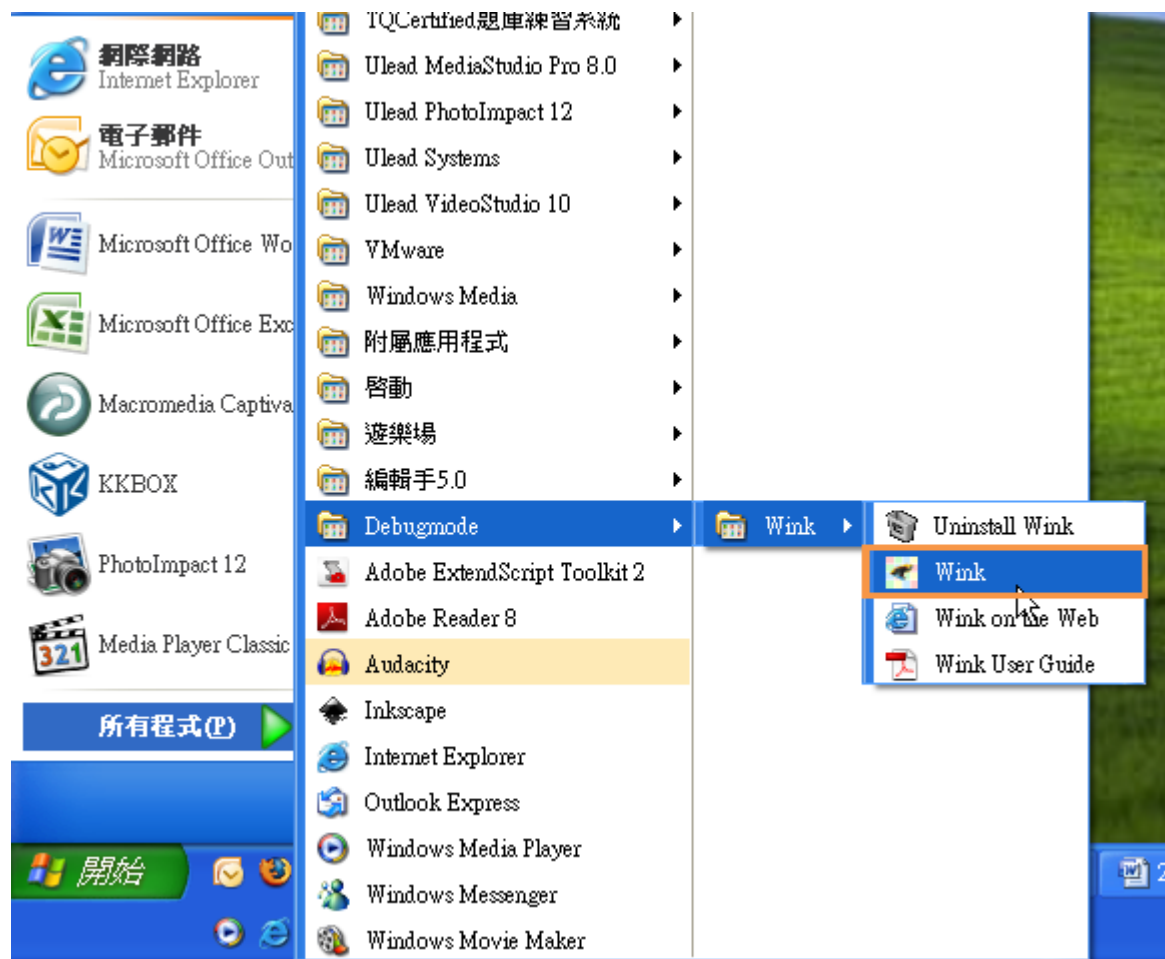 網際網路
Internet Explorer
電子郵件
Microsoft Office Out
Microsoft Office Wo
Microsoft Office Exc
Macromedia Captiva
KKBOX
PhotoImpact 12
Media Player Classic
所有程式(P)
開始
TQCertified題庫練習系統
Ulead MediaStudio Pro 8.0
Ulead PhotoImpact 12
Ulead Systems
Ulead VideoStudio 10
VMware
Windows Media
附屬應用程式
啓動
遊樂場
編輯手5.0
Debugmode
Adobe ExtendScript Toolkit 2
Adobe Reader 8
Audacity
Inkscape
Internet Explorer
Outlook Express
Windows Media Player
Windows Messenger
Windows Movie Maker
Wink
Uninstall Wink
Wink
Wink on the Web
Wink User Guide
2